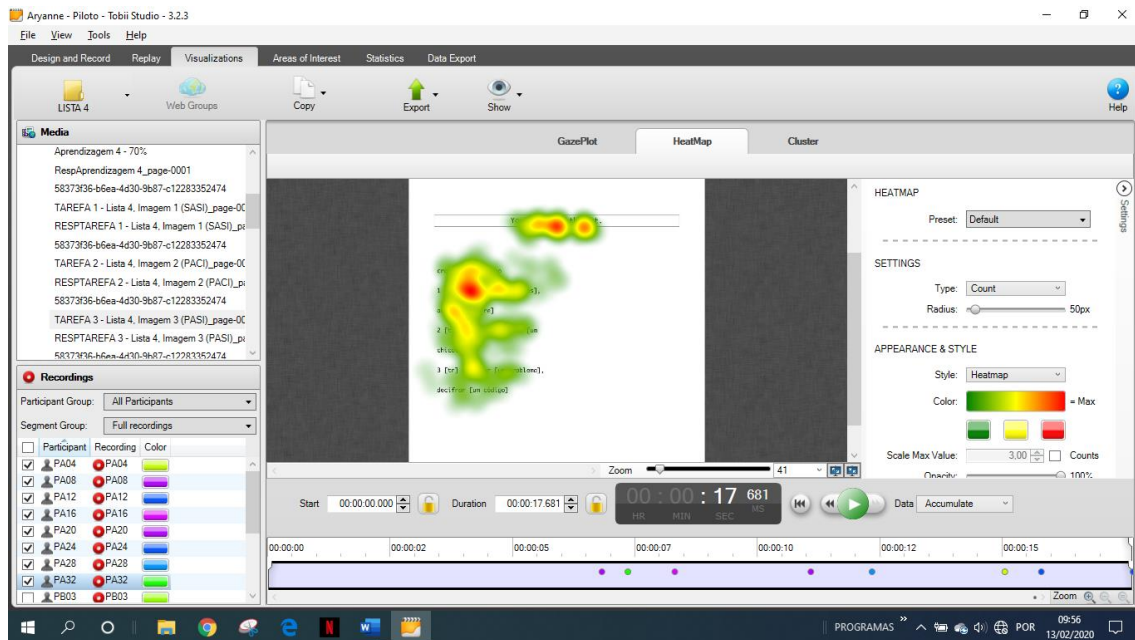 Aryanne - Piloto - Tobii Studio - 3.2.3
File View Tools Help
Design and Record Replay Visualizations Areas of Interest Statistics Data Export
LISTA 4 Web Groups Copy Export Show Help
Media
Aprendizagem 4 - 70%
RespAprendizagem 4_page-0001
58373f36-b6ea-4d30-9b87-c12283352474
TAREFA 1 - Lista 4, Imagem 1 (SASI)_page-00
RESPTAREFA 1 - Lista 4, Imagem 1 (SASI)_pa
58373f36-b6ea-4d30-9b87-c12283352474
TAREFA 2 - Lista 4, Imagem 2 (PACI)_page-00
RESPTAREFA 2 - Lista 4, Imagem 2 (PACI)_pa
58373f36-b6ea-4d30-9b87-c12283352474
TAREFA 3 - Lista 4, Imagem 3 (PASI)_page-00
RESPTAREFA 3 - Lista 4, Imagem 3 (PASI)_pa
58373f36-b6ea-4d30-9b87-c12283352474
Recordings
Participant Group: All Participants
Segment Group: Full recordings
Participant Recording Color
PA04 PA04
PA08 PA08
PA12 PA12
PA16 PA16
PA20 PA20
PA24 PA24
PA28 PA28
PA32 PA32
PB03 PB03
GazePlot HeatMap Cluster
1
2
3 [tr]
decifrar [um código]
HEATMAP
Preset: Default
SETTINGS
Type: Count
Radius: 50px
APPEARANCE & STYLE
Style: Heatmap
Color: = Max
Scale Max Value: 3,00 Counts
Opacity: 100%
Settings
Zoom 41
Start 00:00:00.000 Duration 00:00:17.681 00 : 00 : 17 681 Data Accumulate
HR MIN SEC MS
00:00:00 00:00:02 00:00:05 00:00:07 00:00:10 00:00:12 00:00:15
Zoom
PROGRAMAS POR 09:56
13/02/2020